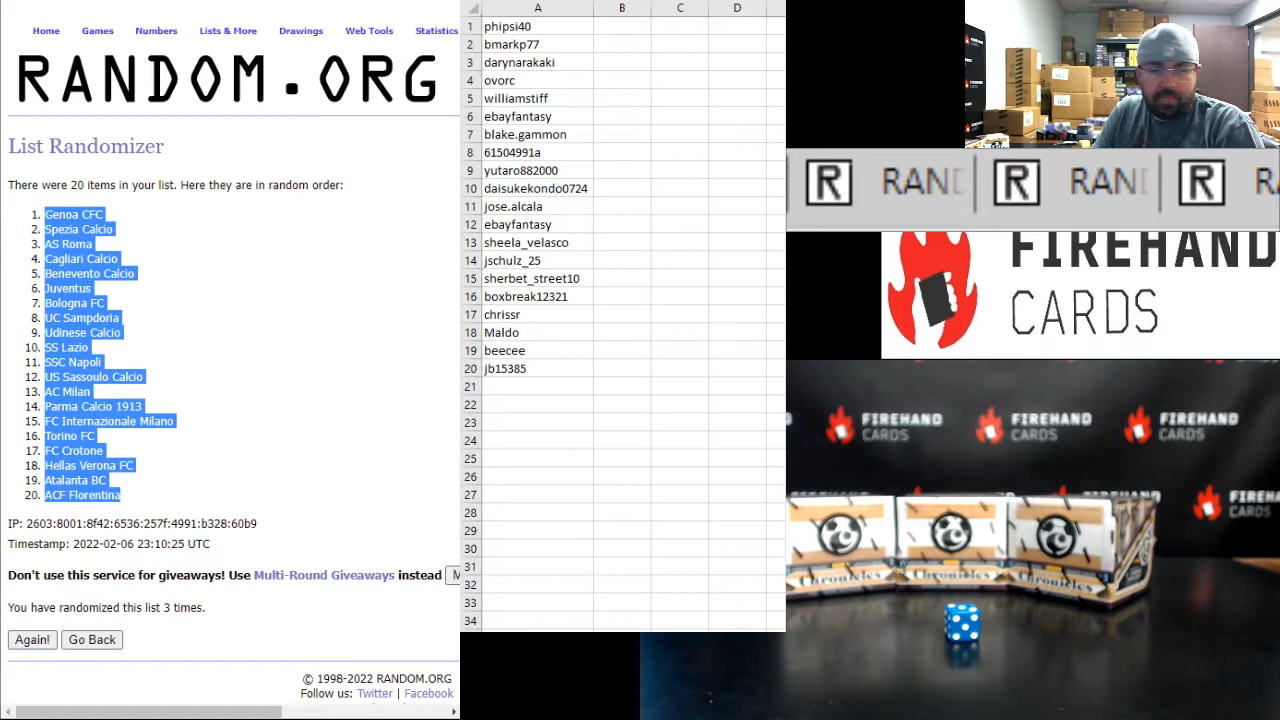 Home Games Numbers Lists & More Drawings Web Tools Statistics
RANDOM.ORG
List Randomizer
There were 20 items in your list. Here they are in random order:
1. Genoa CFC
2. Spezia Calcio
3. AS Roma
4. Cagliari Calcio
5. Benevento Calcio
6. Juventus
7. Bologna FC
8. UC Sampdoria
9. Udinese Calcio
10. SS Lazio
11. SSC Napoli
12. US Sassoulo Calcio
13. AC Milan
14. Parma Calcio 1913
15. FC Internazionale Milano
16. Torino FC
17. FC Crotone
18. Hellas Verona FC
19. Atalanta BC
20. ACF Florentina
IP: 2603:8001:8f42:6536:257f:4991:b328:60b9
Timestamp: 2022-02-06 23:10:25 UTC
Don't use this service for giveaways! Use Multi-Round Giveaways instead
You have randomized this list 3 times.
Again! Go Back
© 1998-2022 RANDOM.ORG
Follow us: Twitter | Facebook
A B C D
1 phipsi40
2 bmarkp77
3 darynarakaki
4 ovorc
5 williamstiff
6 ebayfantasy
7 blake.gammon
8 61504991a
9 yutaro882000
10 daisukekondo0724
11 jose.alcala
12 ebayfantasy
13 sheela_velasco
14 jschulz_25
15 sherbet_street10
16 boxbreak12321
17 chrissr
18 Maldo
19 beecee
20 jb15385
21
22
23
24
25
26
27
28
29
30
31
32
33
34
R RAND R RAND R RA
FIREHAND
CARDS
FIREHAND CARDS
FIREHAND CARDS
FIREHAND CARDS
FIREHA
CARDS
Chronicles Chronicles Chronicles